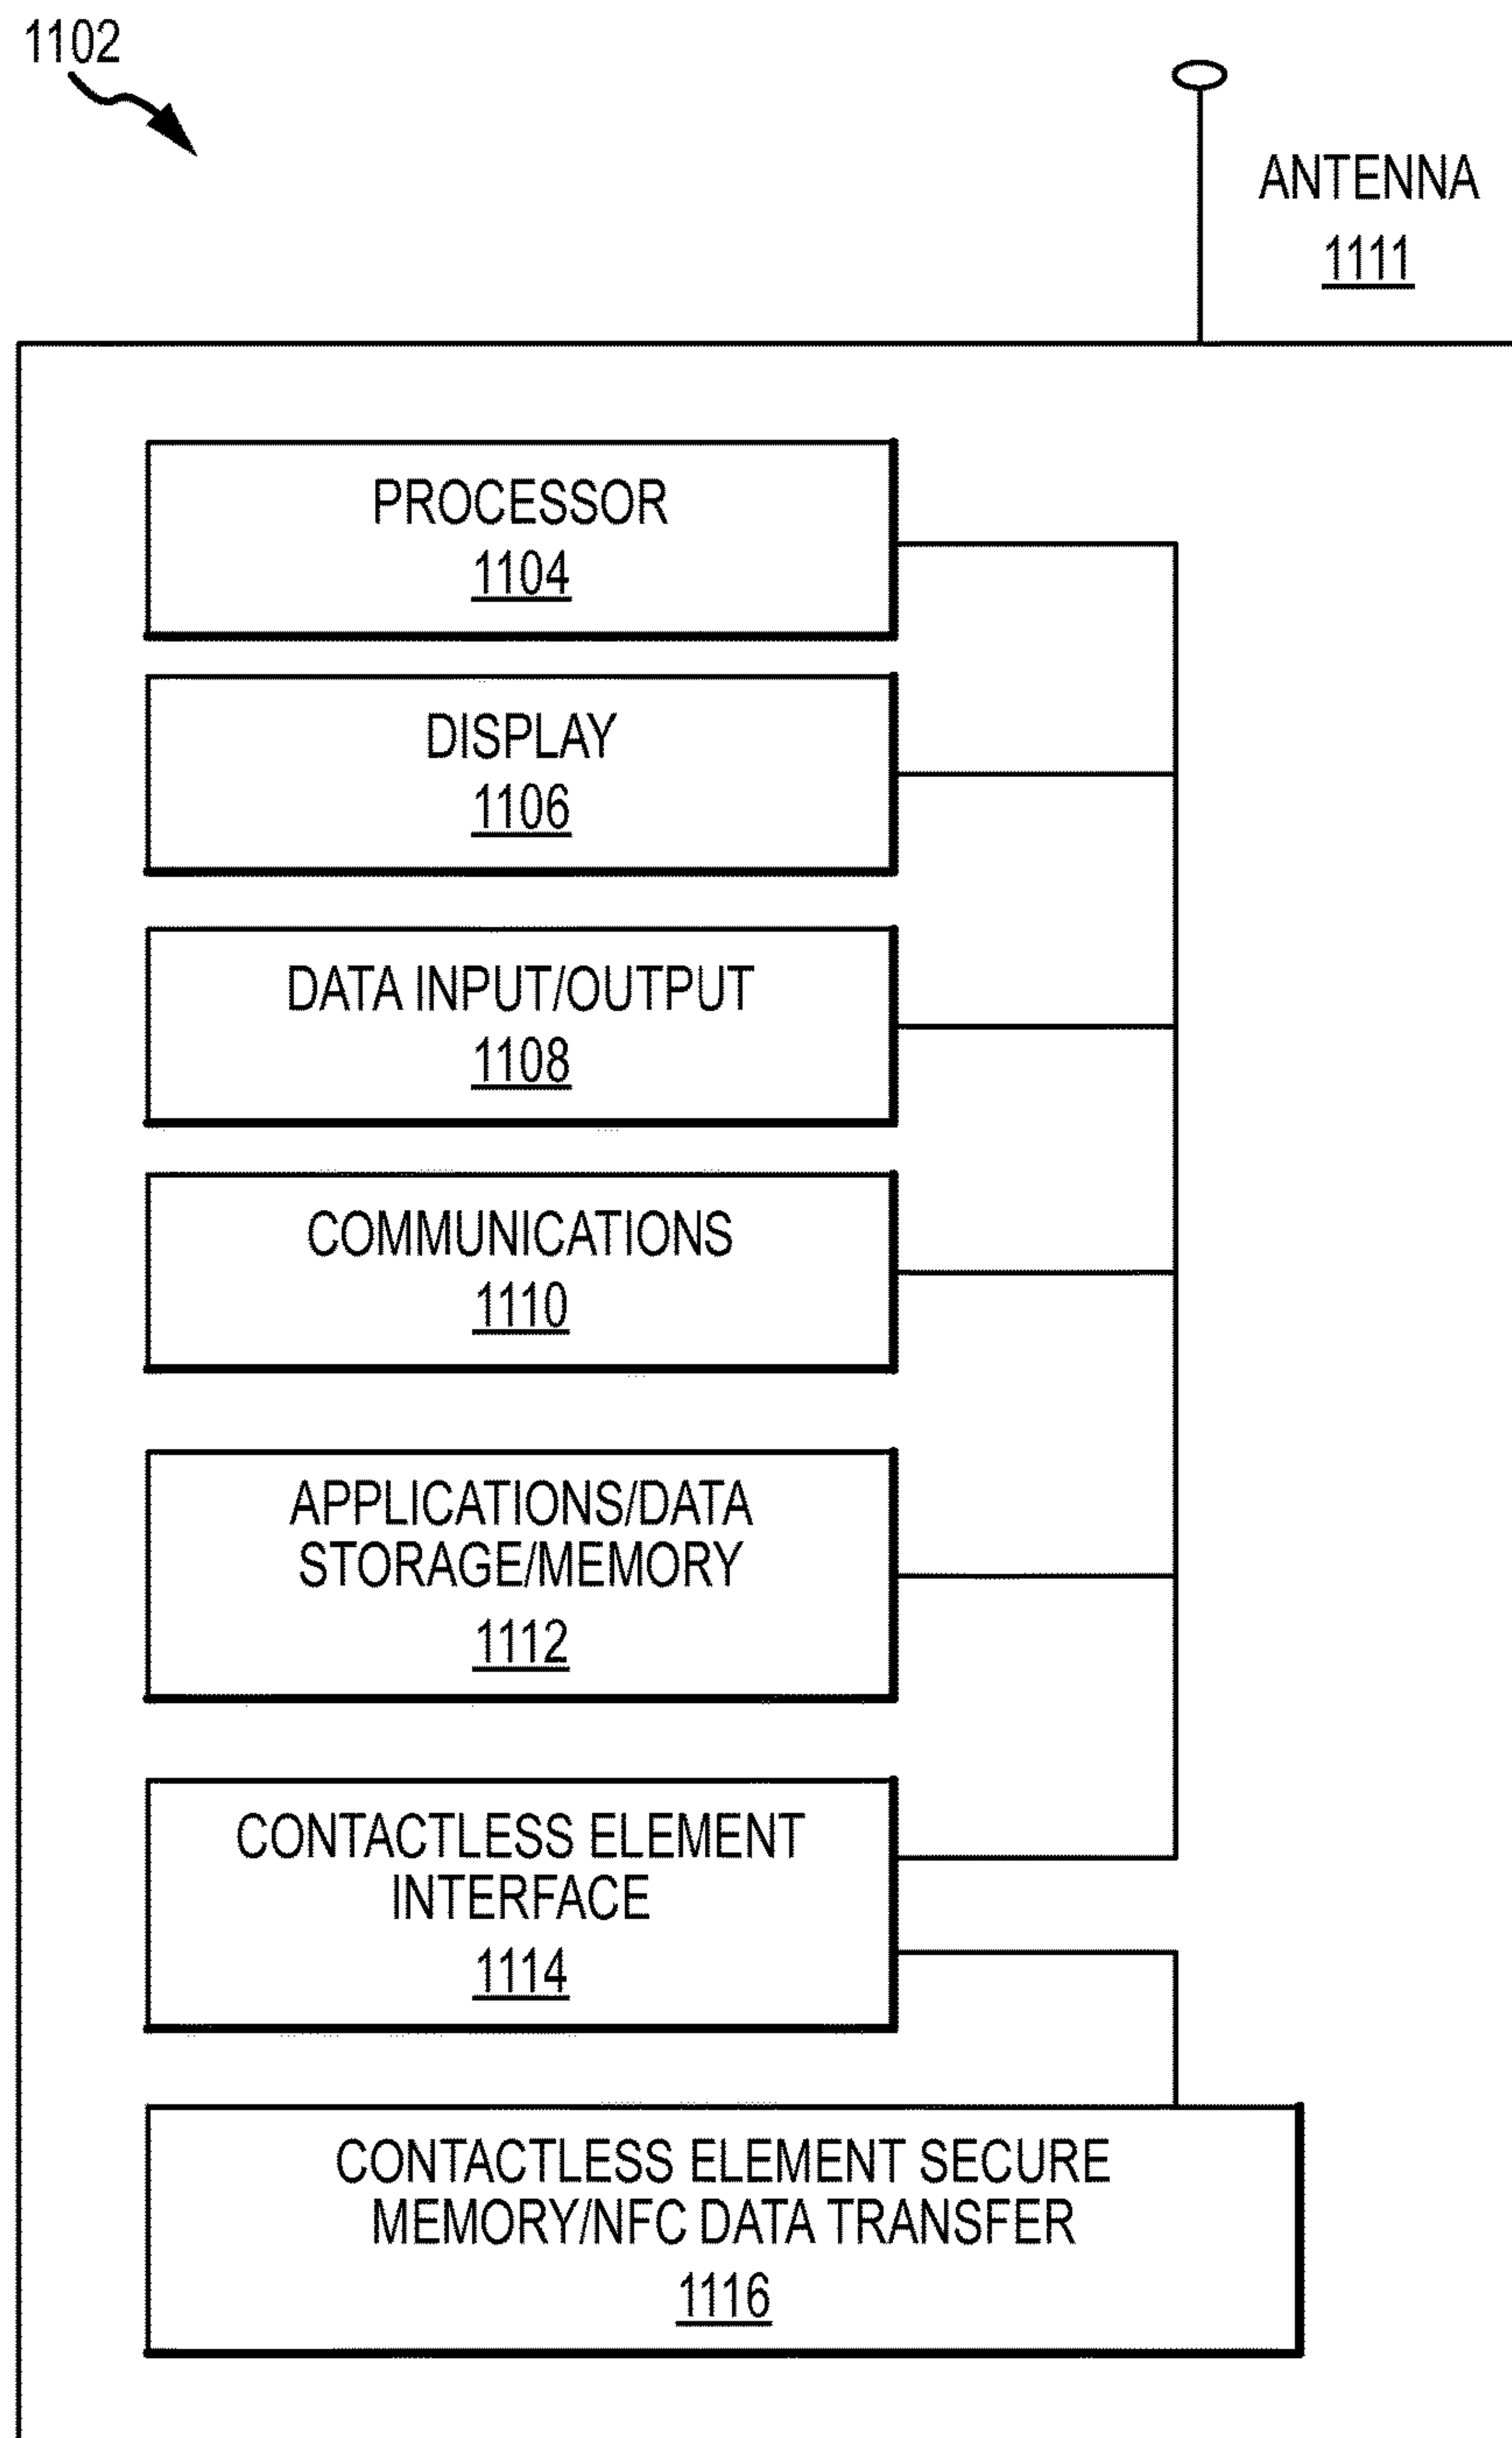 1102
ANTENNA
1111
PROCESSOR
1104
DISPLAY
1106
DATA INPUT/OUTPUT
1108
COMMUNICATIONS
1110
APPLICATIONS/DATA
STORAGE/MEMORY
1112
CONTACTLESS ELEMENT
INTERFACE
1114
CONTACTLESS ELEMENT SECURE
MEMORY/NFC DATA TRANSFER
1116